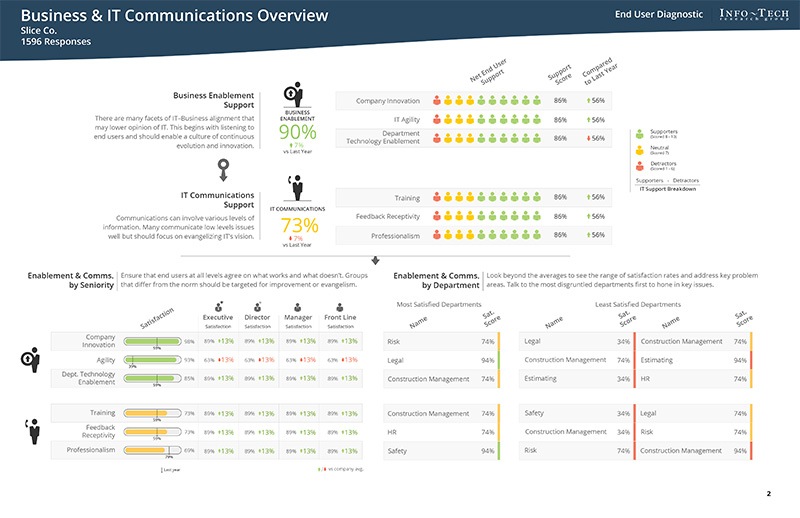 Business & IT Communications Overview
Slice Co.
1596 Responses
End User Diagnostic
INFO~TECH
research group
Net End User Support
Support Score
Compared to Last Year
Business Enablement Support
There are many facets of IT–Business alignment that
may lower opinion of IT. This begins with listening to
end users and should enable a culture of continuous
evolution and innovation.
BUSINESS
ENABLEMENT
90%
7%
vs Last Year
Company Innovation 86% 56%
IT Agility 86% 56%
Department
Technology Enablement 86% 56%
Supporters
(Scored 8 - 10)
Neutral
(Scored 7)
Detractors
(Scored 1 - 6)
Supporters - Detractors
IT Support Breakdown
IT Communications
Support
Communications can involve various levels of
information. Many communicate low levels issues
well but should focus on evangelizing IT's vision.
IT COMMUNICATIONS
73%
7%
vs Last Year
Training 86% 56%
Feedback Receptivity 86% 56%
Professionalism 86% 56%
Enablement & Comms.
by Seniority
Ensure that end users at all levels agree on what works and what doesn't. Groups
that differ from the norm should be targeted for improvement or evangelism.
Satisfaction
Executive Director Manager Front Line
Satisfaction Satisfaction Satisfaction Satisfaction
Company
Innovation 98% 89% +13% 89% +13% 89% +13% 89% +13%
59%
Agility 93% 63% 13% 63% 13% 63% 13% 63% 13%
39%
Dept. Technology
Enablement 85% 89% +13% 89% +13% 89% +13% 89% +13%
59%
Training 73% 89% +13% 89% +13% 89% +13% 89% +13%
59%
Feedback
Receptivity 73% 89% +13% 89% +13% 89% +13% 89% +13%
59%
Professionalism 69% 89% +13% 89% +13% 89% +13% 89% +13%
79%
Last year
vs company avg.
Enablement & Comms.
by Department
Look beyond the averages to see the range of satisfaction rates and address key problem
areas. Talk to the most disgruntled departments first to hone in key issues.
Most Satisfied Departments
Least Satisfied Departments
Name Sat. Score Name Sat. Score Name Sat. Score
Risk 74% Legal 34% Construction Management 74%
Legal 94% Construction Management 74% Estimating 94%
Construction Management 74% Estimating 34% HR 74%
Construction Management 74% Safety 34% Legal 74%
HR 74% Construction Management 34% Risk 74%
Safety 94% Risk 74% Construction Management 94%
2